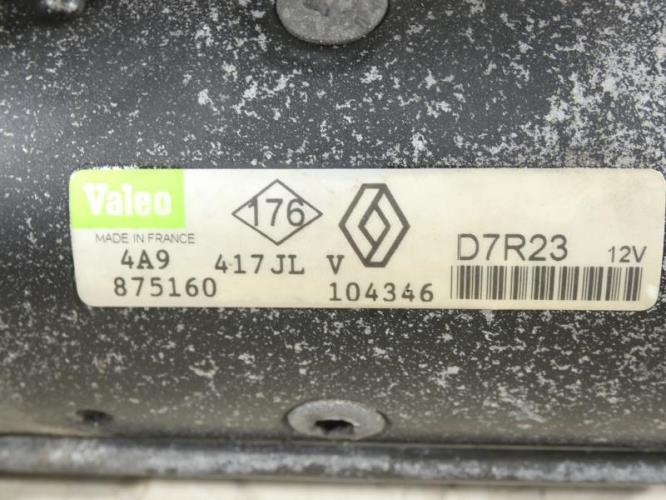 Valeo
MADE IN FRANCE
176
D7R23 12V
4A9 417JL V
875160 104346